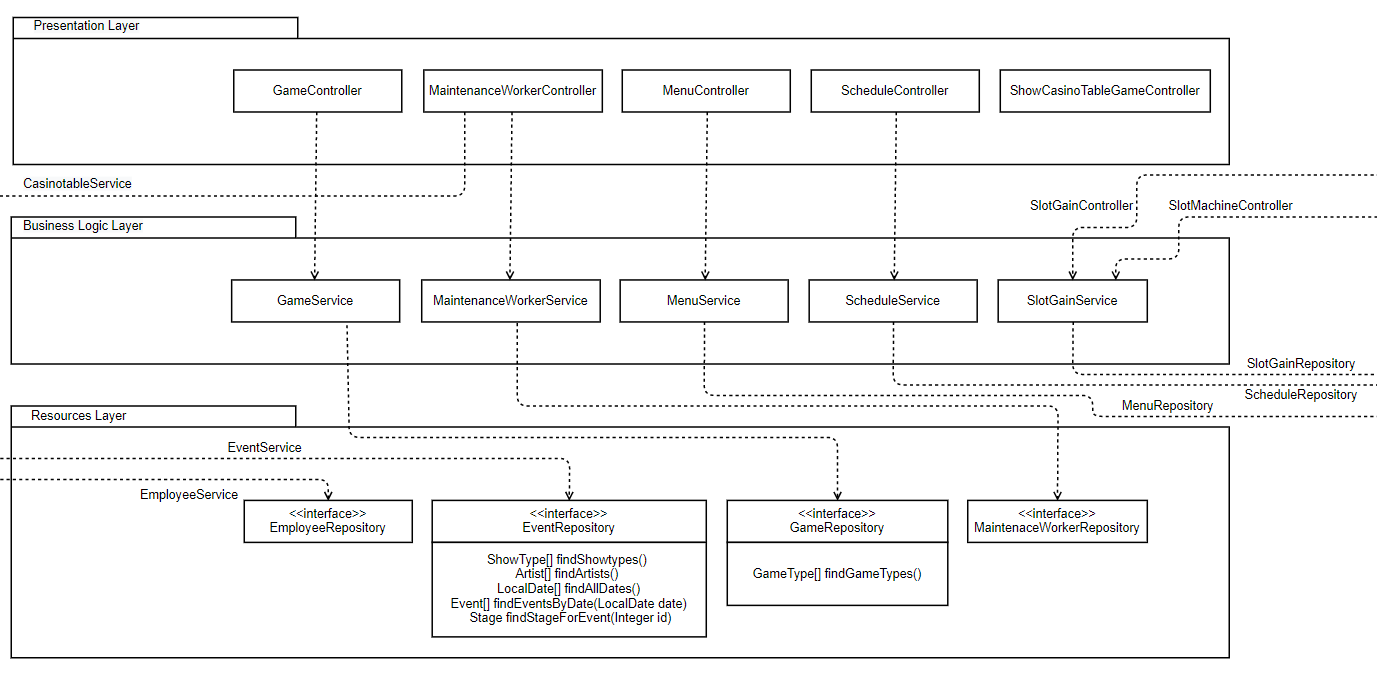 Presentation Layer
GameController
MaintenanceWorkerController
MenuController
ScheduleController
ShowCasinoTableGameController
CasinotableService
SlotGainController
SlotMachineController
Business Logic Layer
GameService
MaintenanceWorkerService
MenuService
ScheduleService
SlotGainService
SlotGainRepository
ScheduleRepository
MenuRepository
Resources Layer
EventService
EmployeeService
<<interface>>
EmployeeRepository
<<interface>>
EventRepository
ShowType[] findShowtypes()
Artist[] findArtists()
LocalDate[] findAllDates()
Event[] findEventsByDate(LocalDate date)
Stage findStageForEvent(Integer id)
<<interface>>
GameRepository
GameType[] findGameTypes()
<<interface>>
MaintenaceWorkerRepository